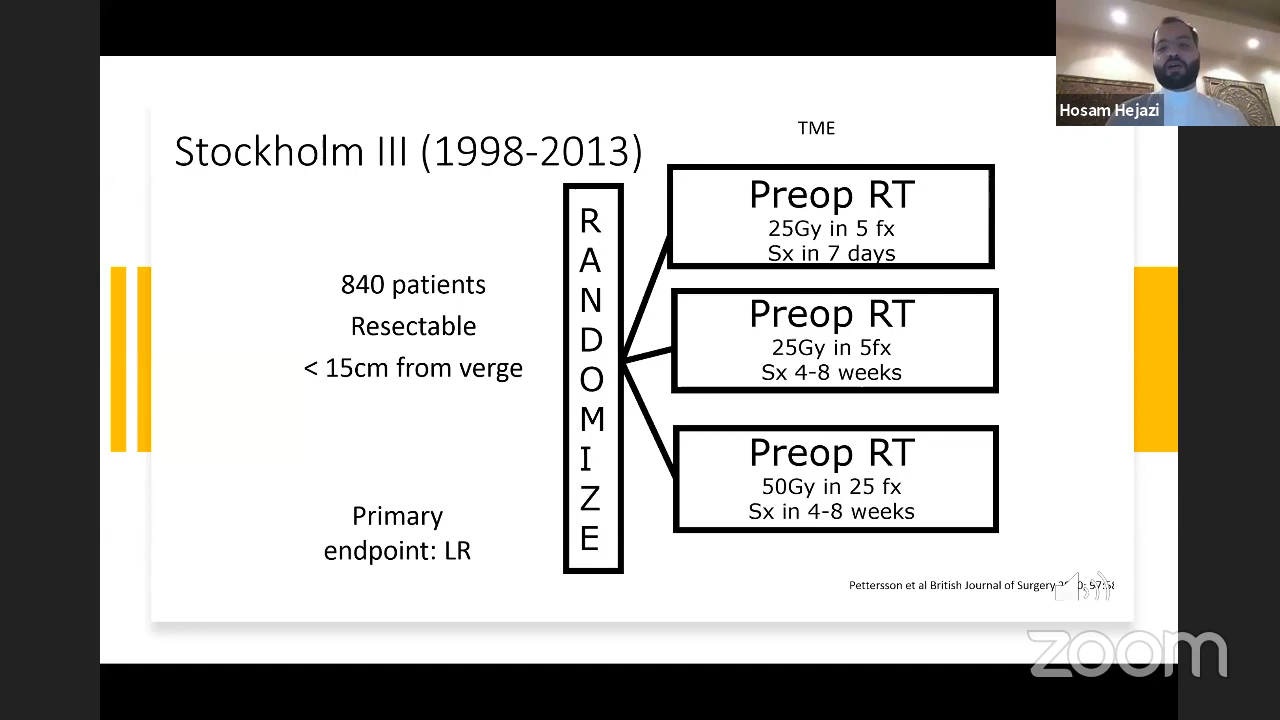 Hosam Hejazi
Stockholm III (1998-2013)
TME
840 patients
Resectable
< 15cm from verge
Primary
endpoint: LR
R
A
N
D
O
M
I
Z
E
Preop RT
25Gy in 5 fx
Sx in 7 days
Preop RT
25Gy in 5fx
Sx 4-8 weeks
Preop RT
50Gy in 25 fx
Sx in 4-8 weeks
Pettersson et al British Journal of Surgery
zoom